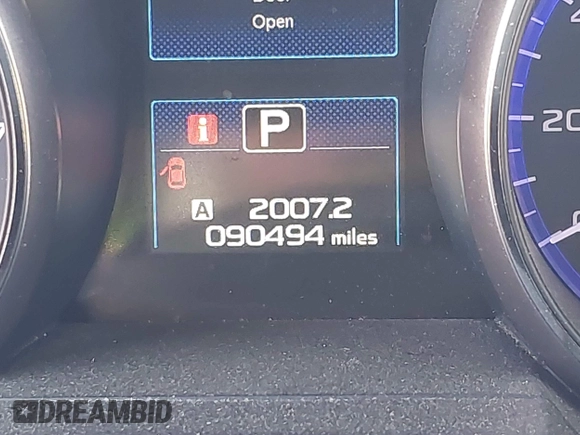 Open
i
P
A 2007.2
090494 miles
20
DREAMBID